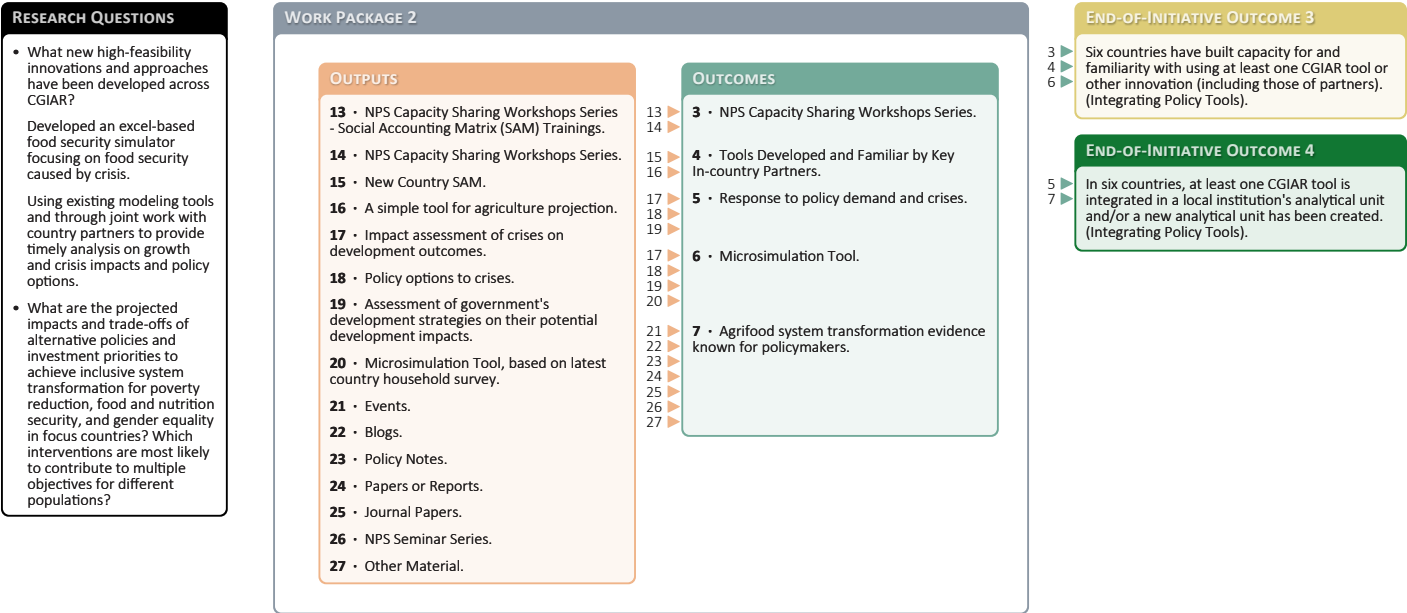 RESEARCH QUESTIONS
• What new high-feasibility
innovations and approaches
have been developed across
CGIAR?
Developed an excel-based
food security simulator
focusing on food security
caused by crisis.
Using existing modeling tools
and through joint work with
country partners to provide
timely analysis on growth
and crisis impacts and policy
options.
• What are the projected
impacts and trade-offs of
alternative policies and
investment priorities to
achieve inclusive system
transformation for poverty
reduction, food and nutrition
security, and gender equality
in focus countries? Which
interventions are most likely
to contribute to multiple
objectives for different
populations?
WORK PACKAGE 2
OUTPUTS
13 · NPS Capacity Sharing Workshops Series
- Social Accounting Matrix (SAM) Trainings.
14 · NPS Capacity Sharing Workshops Series.
15 · New Country SAM.
16 · A simple tool for agriculture projection.
17 · Impact assessment of crises on
development outcomes.
18 · Policy options to crises.
19 · Assessment of government's
development strategies on their potential
development impacts.
20 · Microsimulation Tool, based on latest
country household survey.
21 · Events.
22 · Blogs.
23 · Policy Notes.
24 · Papers or Reports.
25 · Journal Papers.
26 · NPS Seminar Series.
27 · Other Material.
OUTCOMES
13
14
3 · NPS Capacity Sharing Workshops Series.
15
16
4 · Tools Developed and Familiar by Key
In-country Partners.
17
18
19
5 · Response to policy demand and crises.
17
18
19
20
6 · Microsimulation Tool.
21
22
23
24
25
26
27
7 · Agrifood system transformation evidence
known for policymakers.
END-OF-INITIATIVE OUTCOME 3
3
4
6
Six countries have built capacity for and
familiarity with using at least one CGIAR tool or
other innovation (including those of partners).
(Integrating Policy Tools).
END-OF-INITIATIVE OUTCOME 4
5
7
In six countries, at least one CGIAR tool is
integrated in a local institution's analytical unit
and/or a new analytical unit has been created.
(Integrating Policy Tools).